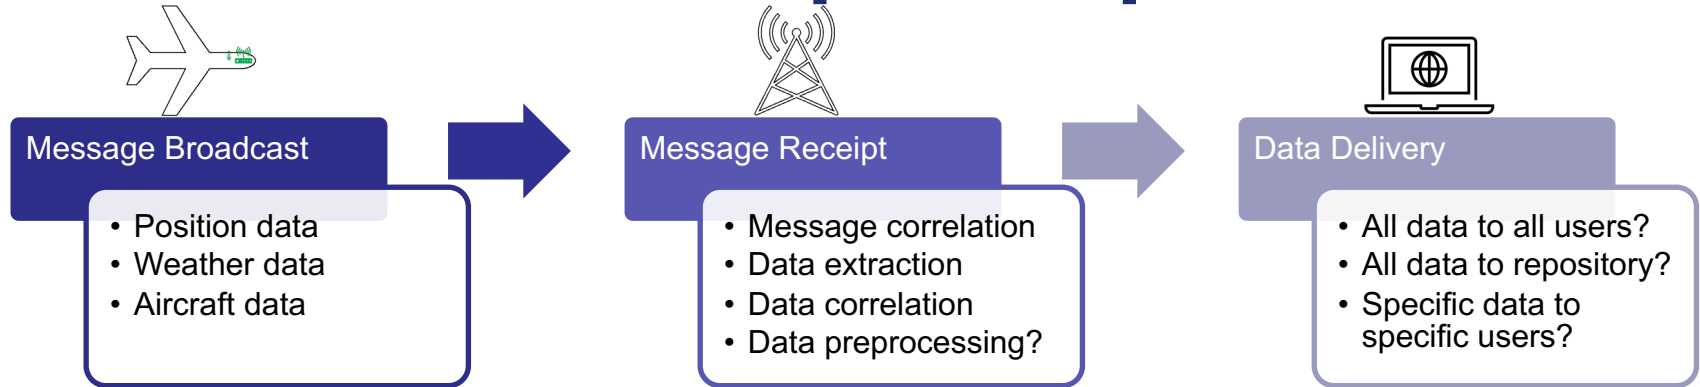 Message Broadcast
• Position data
• Weather data
• Aircraft data
Message Receipt
• Message correlation
• Data extraction
• Data correlation
• Data preprocessing?
Data Delivery
• All data to all users?
• All data to repository?
• Specific data to
specific users?